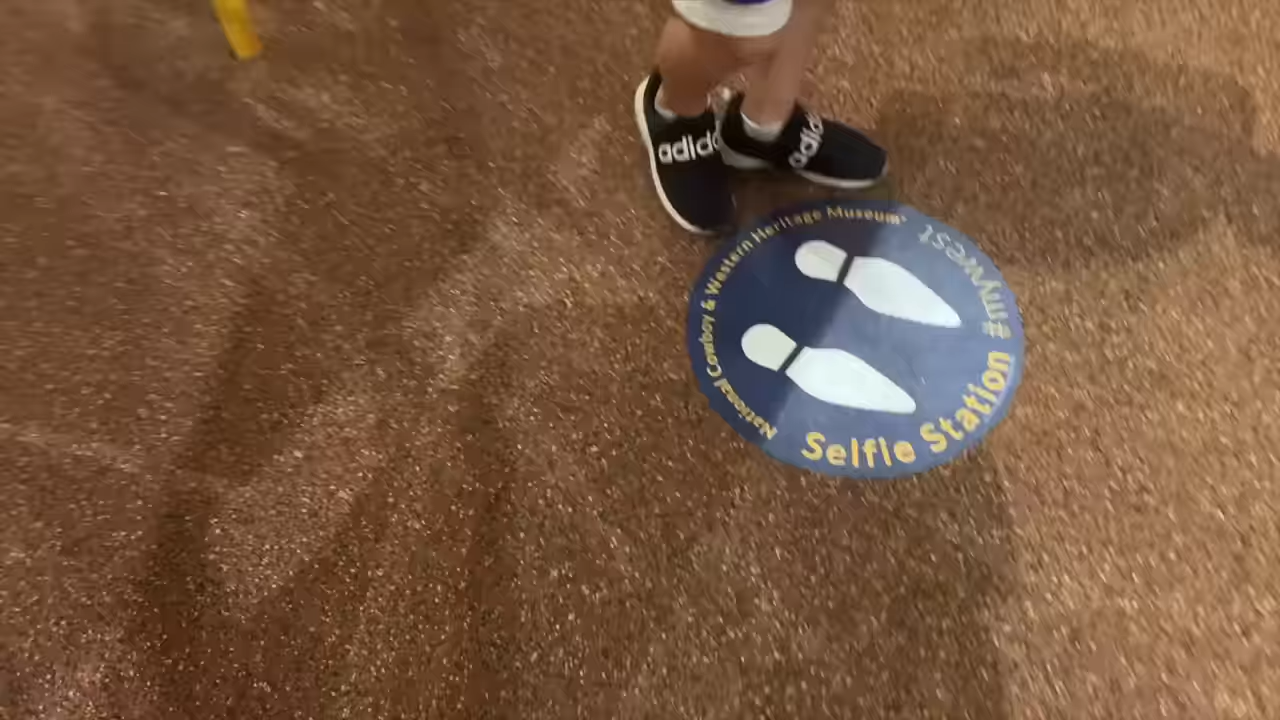 adidas
adidas
National Cowboy & Western Heritage Museum
#mywest
Selfie Station